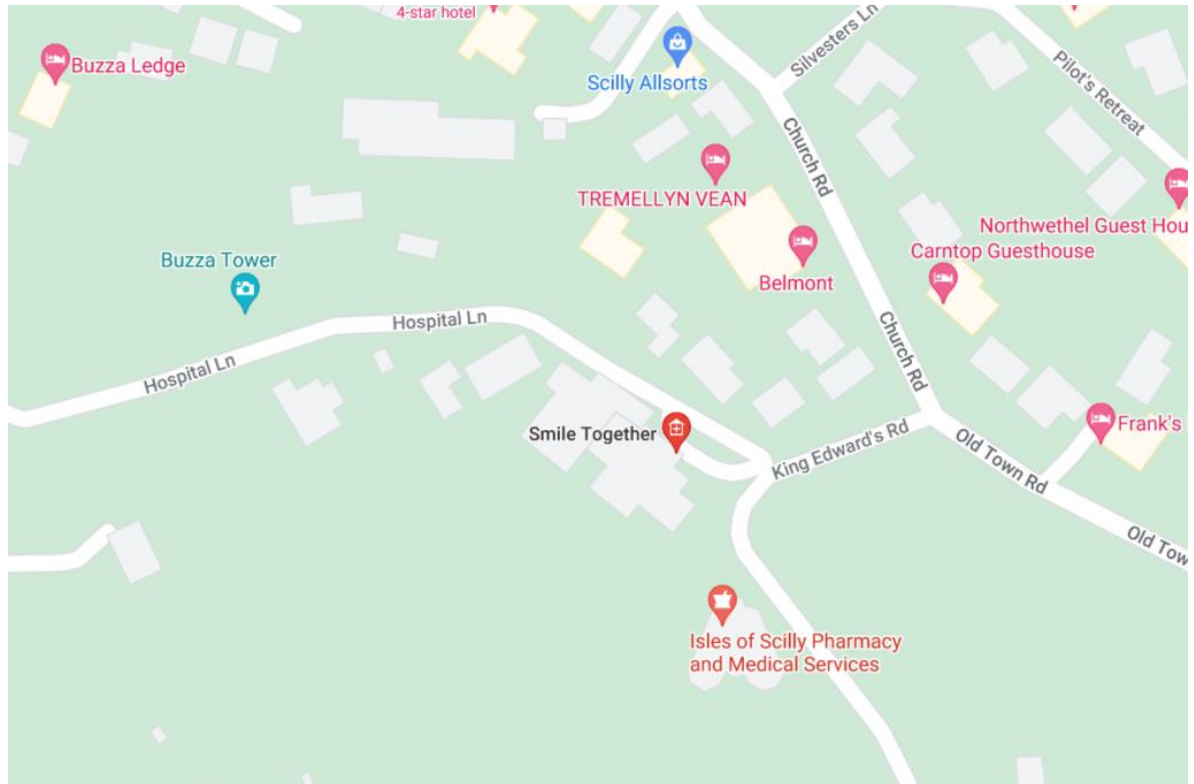 4-star hotel
Buzza Ledge
Scilly Allsorts
Silvesters Ln
Pilot's Retreat
Church Rd
TREMELLYN VEAN
Northwethel Guest Hou
Carntop Guesthouse
Buzza Tower
Belmont
Hospital Ln
Hospital Ln
Church Rd
Smile Together
King Edward's Rd
Frank's
Old Town Rd
Old Tow
Isles of Scilly Pharmacy
and Medical Services